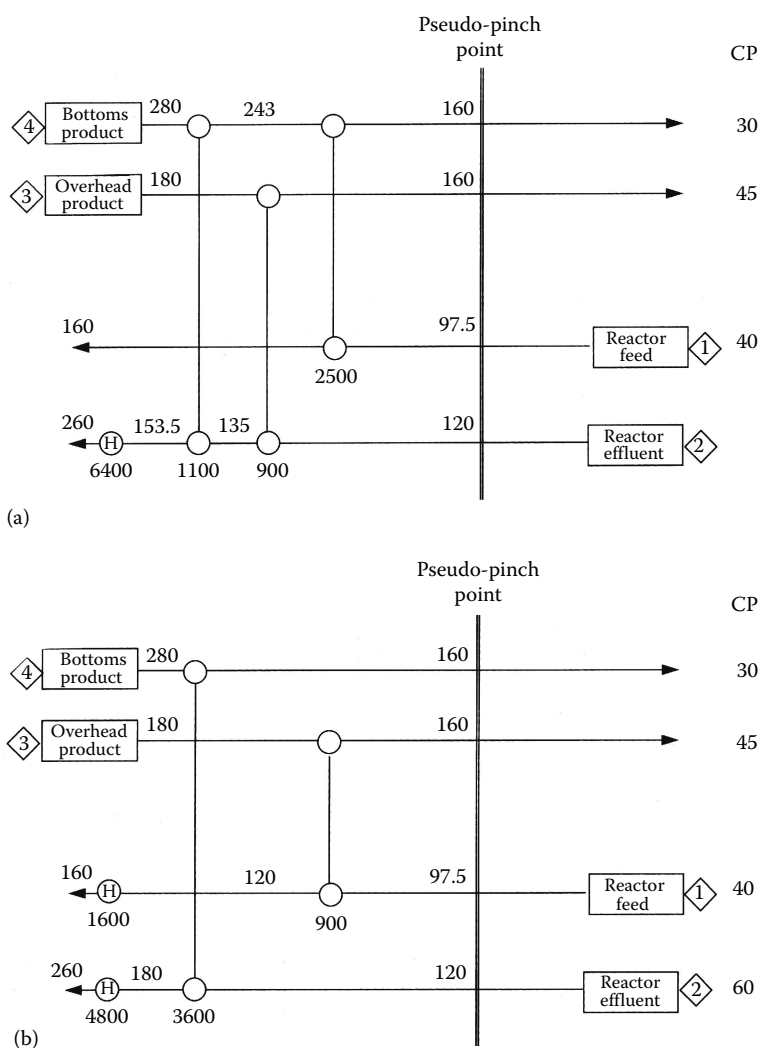 Pseudo-pinch
point
CP
4
Bottoms
product
280
243
160
30
3
Overhead
product
180
160
45
160
97.5
Reactor
feed
1
40
2500
260
H
153.5
135
120
Reactor
effluent
2
6400
1100
900
(a)
Pseudo-pinch
point
CP
4
Bottoms
product
280
160
30
3
Overhead
product
180
160
45
160
H
120
97.5
Reactor
feed
1
40
1600
900
260
H
180
120
Reactor
effluent
2
60
4800
3600
(b)